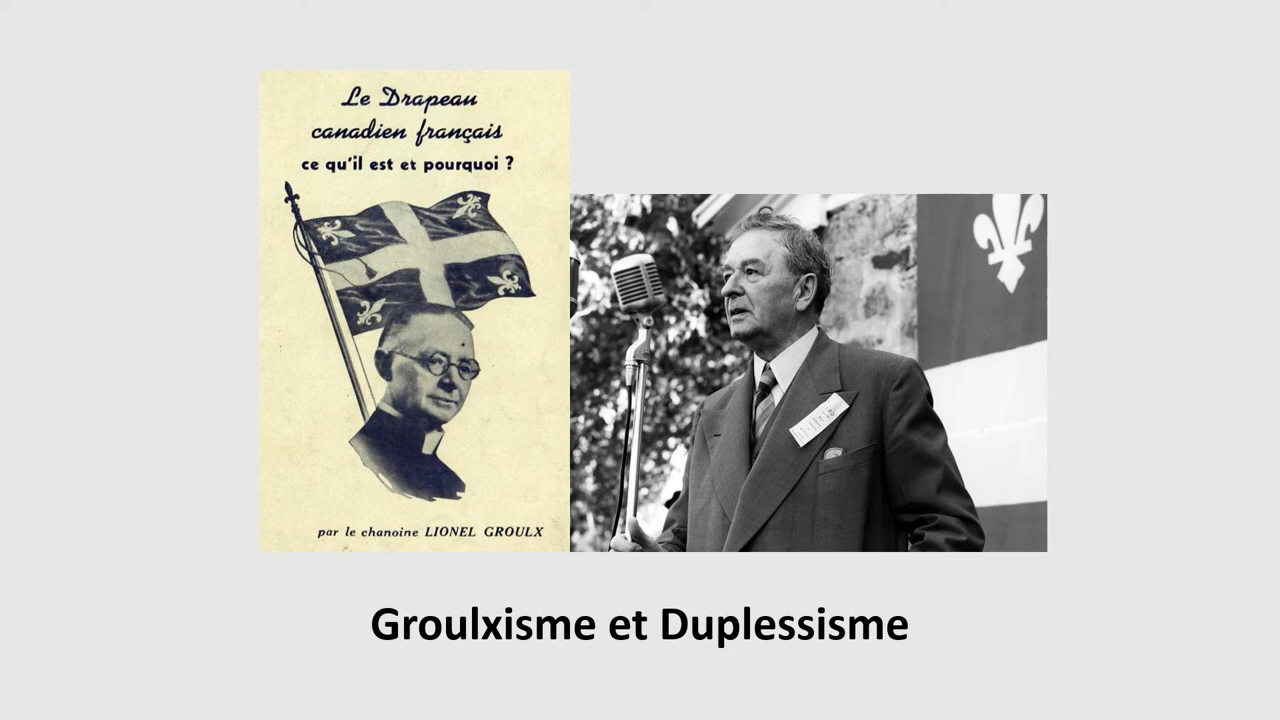 Le Drapeau
canadien français
ce qu'il est et pourquoi ?
par le chanoine LIONEL GROULX
Groulxisme et Duplessisme